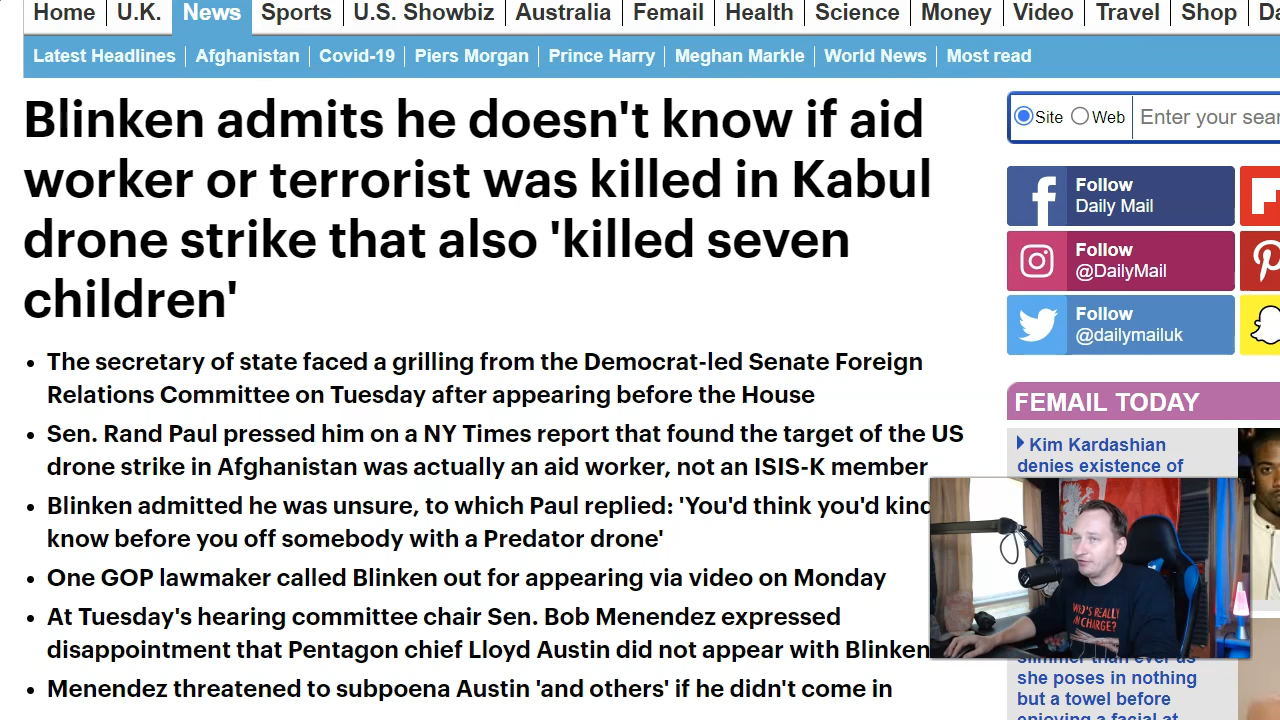 Home U.K. News Sports U.S. Showbiz Australia Femail Health Science Money Video Travel Shop
Latest Headlines Afghanistan Covid-19 Piers Morgan Prince Harry Meghan Markle World News Most read
Blinken admits he doesn't know if aid
worker or terrorist was killed in Kabul
drone strike that also 'killed seven
children'
• The secretary of state faced a grilling from the Democrat-led Senate Foreign
Relations Committee on Tuesday after appearing before the House
• Sen. Rand Paul pressed him on a NY Times report that found the target of the US
drone strike in Afghanistan was actually an aid worker, not an ISIS-K member
• Blinken admitted he was unsure, to which Paul replied: 'You'd think you'd kind
know before you off somebody with a Predator drone'
• One GOP lawmaker called Blinken out for appearing via video on Monday
• At Tuesday's hearing committee chair Sen. Bob Menendez expressed
disappointment that Pentagon chief Lloyd Austin did not appear with Blinken
• Menendez threatened to subpoena Austin 'and others' if he didn't come in
Site Web Enter your
Follow
Daily Mail
Follow
@DailyMail
Follow
@dailymailuk
FEMAIL TODAY
Kim Kardashian
denies existence of
IN CHARGE?
slimmer than ever as
she poses in nothing
but a towel before
enjoying a facial at